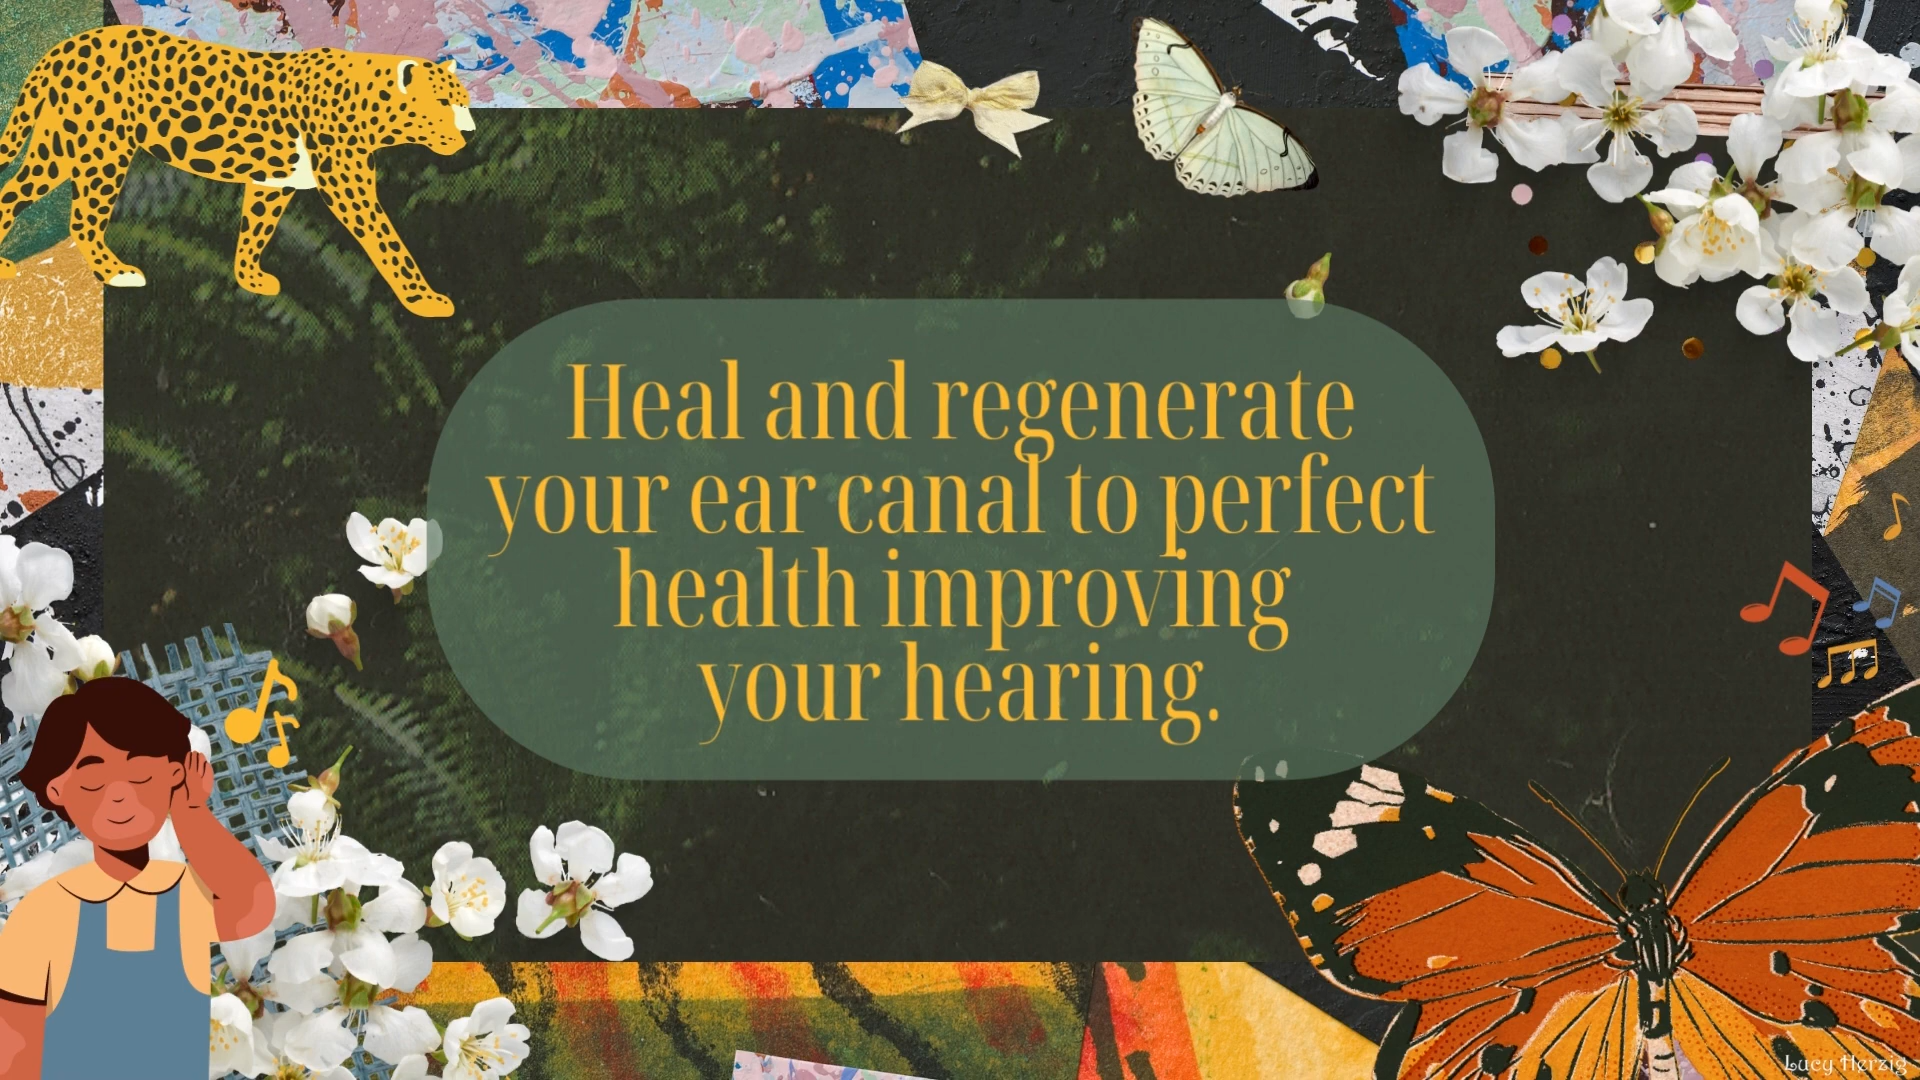 Heal and regenerate
your ear canal to perfect
health improving
your hearing.
Lucy Herzig